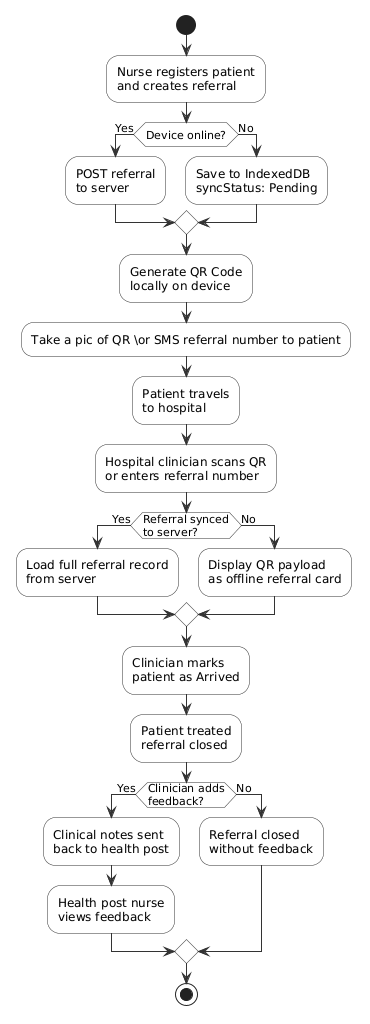 Nurse registers patient
and creates referral
Yes
Device online?
No
POST referral
to server
Save to IndexedDB
syncStatus: Pending
Generate QR Code
locally on device
Take a pic of QR \or SMS referral number to patient
Patient travels
to hospital
Hospital clinician scans QR
or enters referral number
Yes
Referral synced
to server?
No
Load full referral record
from server
Display QR payload
as offline referral card
Clinician marks
patient as Arrived
Patient treated
referral closed
Yes
Clinician adds
feedback?
No
Clinical notes sent
back to health post
Referral closed
without feedback
Health post nurse
views feedback